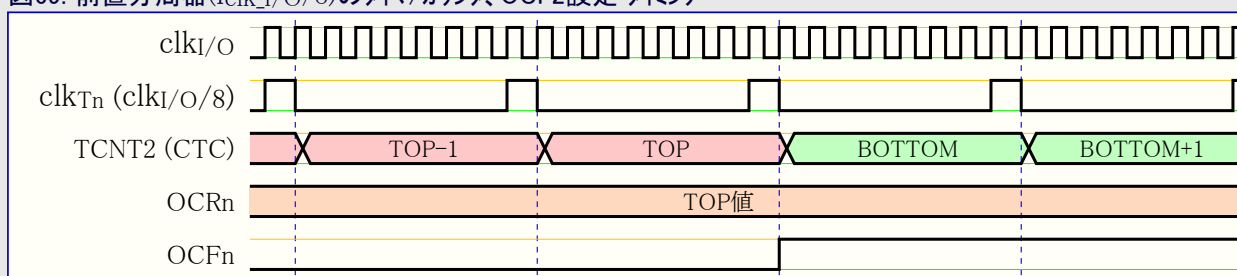 clkI/O
clkTn (clkI/O/8)
TCNT2 (CTC) TOP-1 TOP BOTTOM BOTTOM+1
OCRn TOP値
OCFn